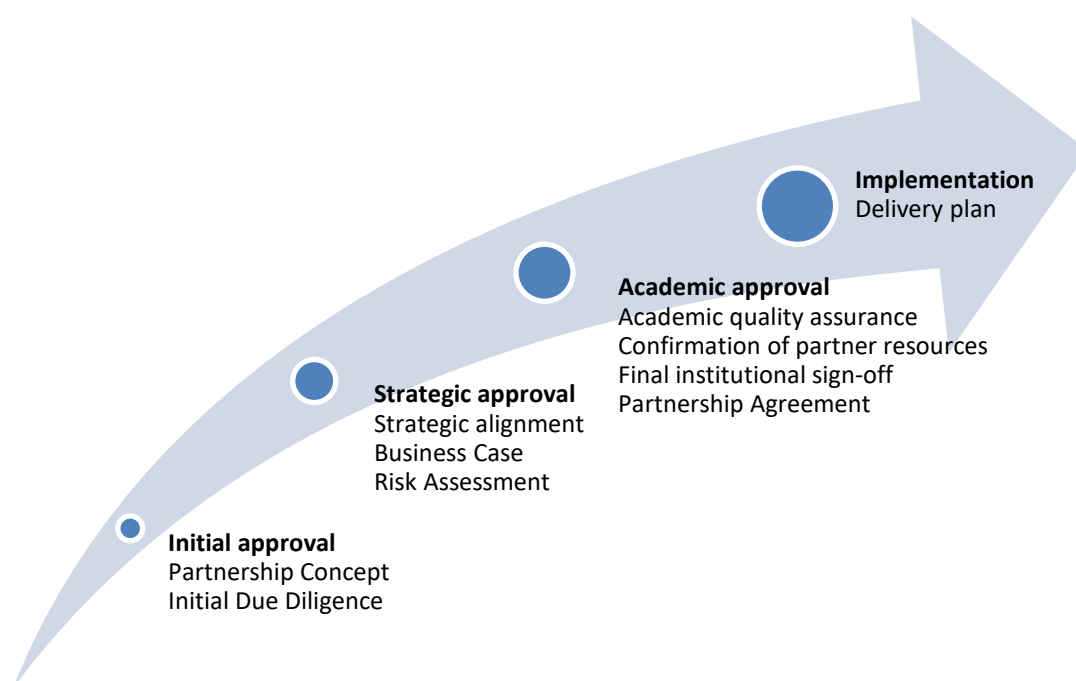 Implementation
Delivery plan
Academic approval
Academic quality assurance
Confirmation of partner resources
Final institutional sign-off
Partnership Agreement
Strategic approval
Strategic alignment
Business Case
Risk Assessment
Initial approval
Partnership Concept
Initial Due Diligence